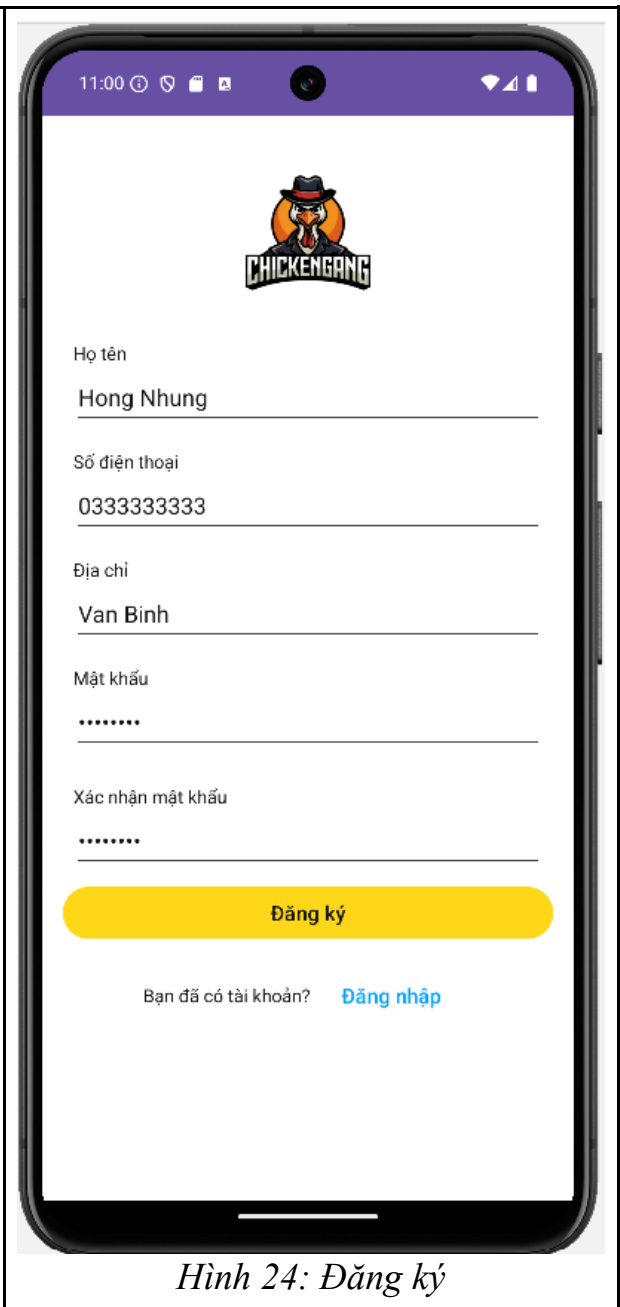 11:00
CHICKENGANG
Họ tên
Hong Nhung
Số điện thoại
0333333333
Địa chỉ
Van Binh
Mật khẩu
••••••••
Xác nhận mật khẩu
••••••••
Đăng ký
Bạn đã có tài khoản? Đăng nhập
Hình 24: Đăng ký